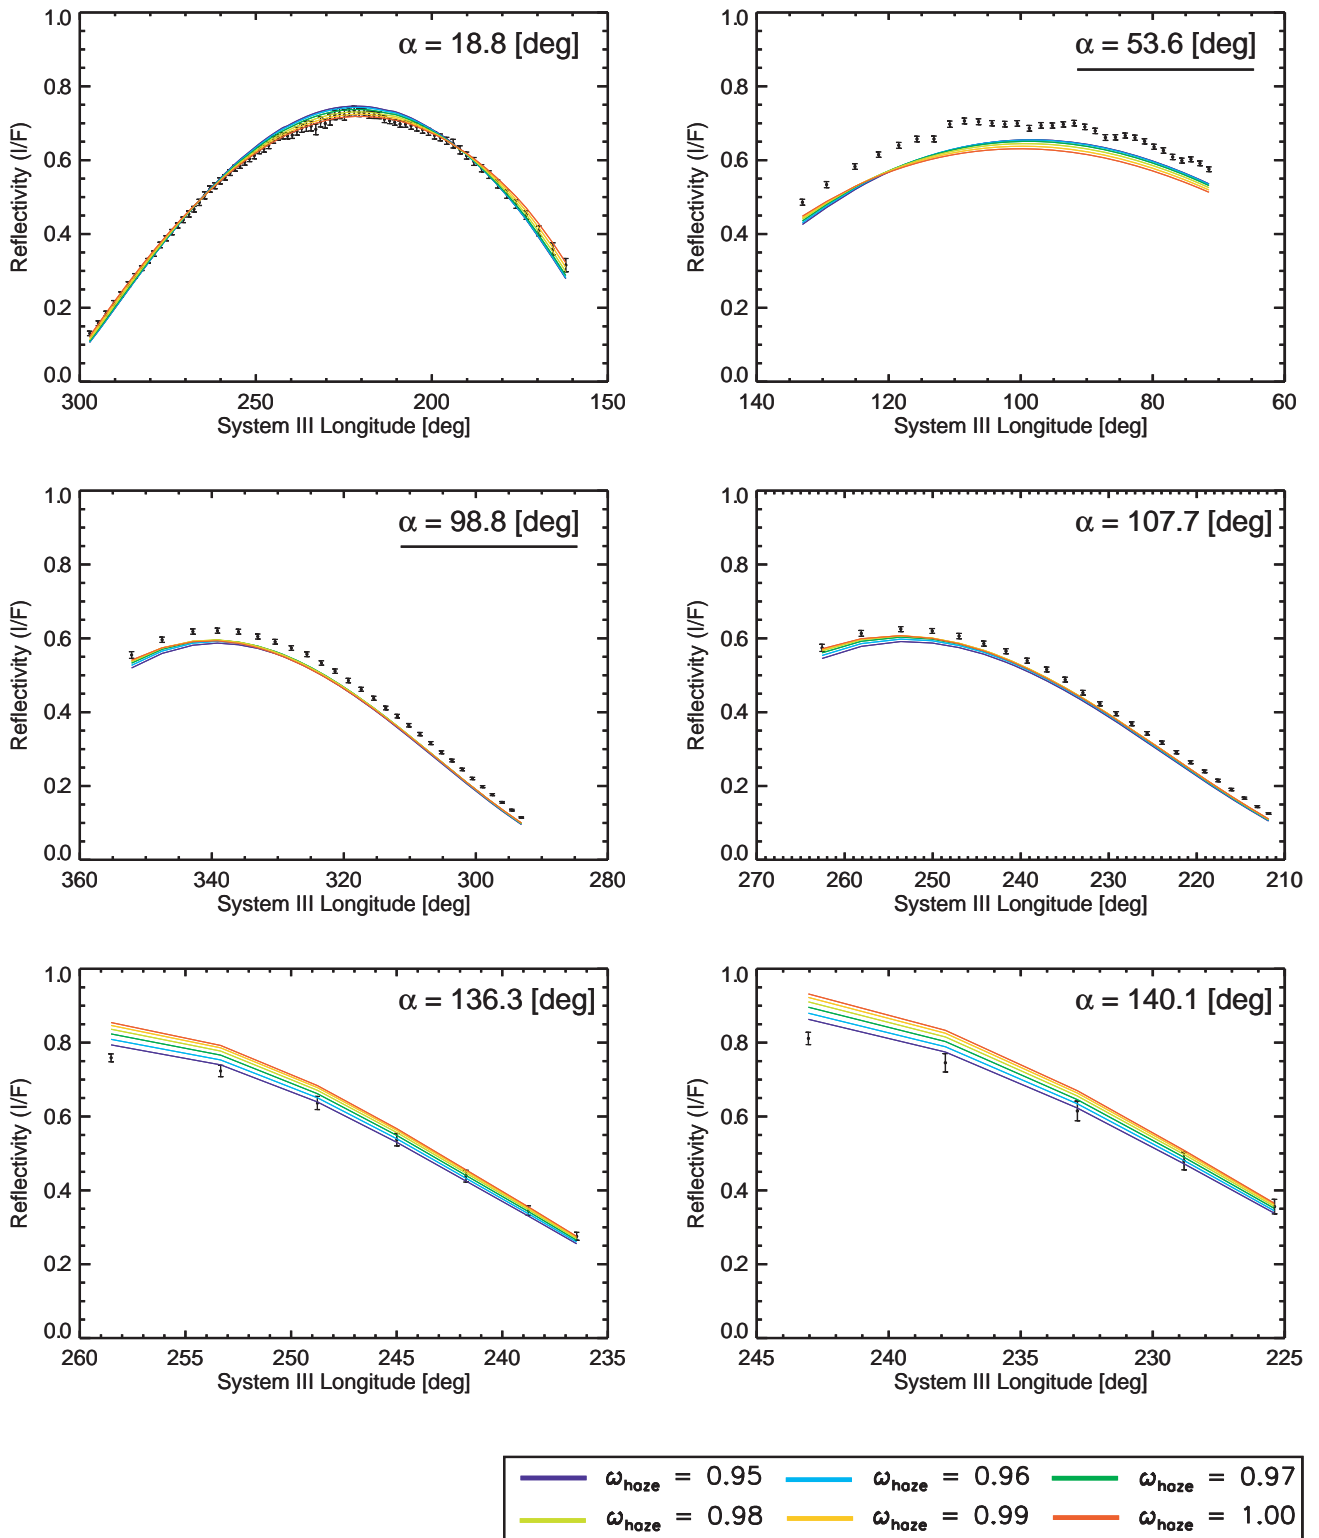 α = 18.8 [deg]
Reflectivity (I/F)
1.0
0.8
0.6
0.4
0.2
0.0
300 250 200 150
System III Longitude [deg]
α = 53.6 [deg]
Reflectivity (I/F)
1.0
0.8
0.6
0.4
0.2
0.0
140 120 100 80 60
System III Longitude [deg]
α = 98.8 [deg]
Reflectivity (I/F)
1.0
0.8
0.6
0.4
0.2
0.0
360 340 320 300 280
System III Longitude [deg]
α = 107.7 [deg]
Reflectivity (I/F)
1.0
0.8
0.6
0.4
0.2
0.0
270 260 250 240 230 220 210
System III Longitude [deg]
α = 136.3 [deg]
Reflectivity (I/F)
1.0
0.8
0.6
0.4
0.2
0.0
260 255 250 245 240 235
System III Longitude [deg]
α = 140.1 [deg]
Reflectivity (I/F)
1.0
0.8
0.6
0.4
0.2
0.0
245 240 235 230 225
System III Longitude [deg]
ω_haze = 0.95 ω_haze = 0.96 ω_haze = 0.97
ω_haze = 0.98 ω_haze = 0.99 ω_haze = 1.00